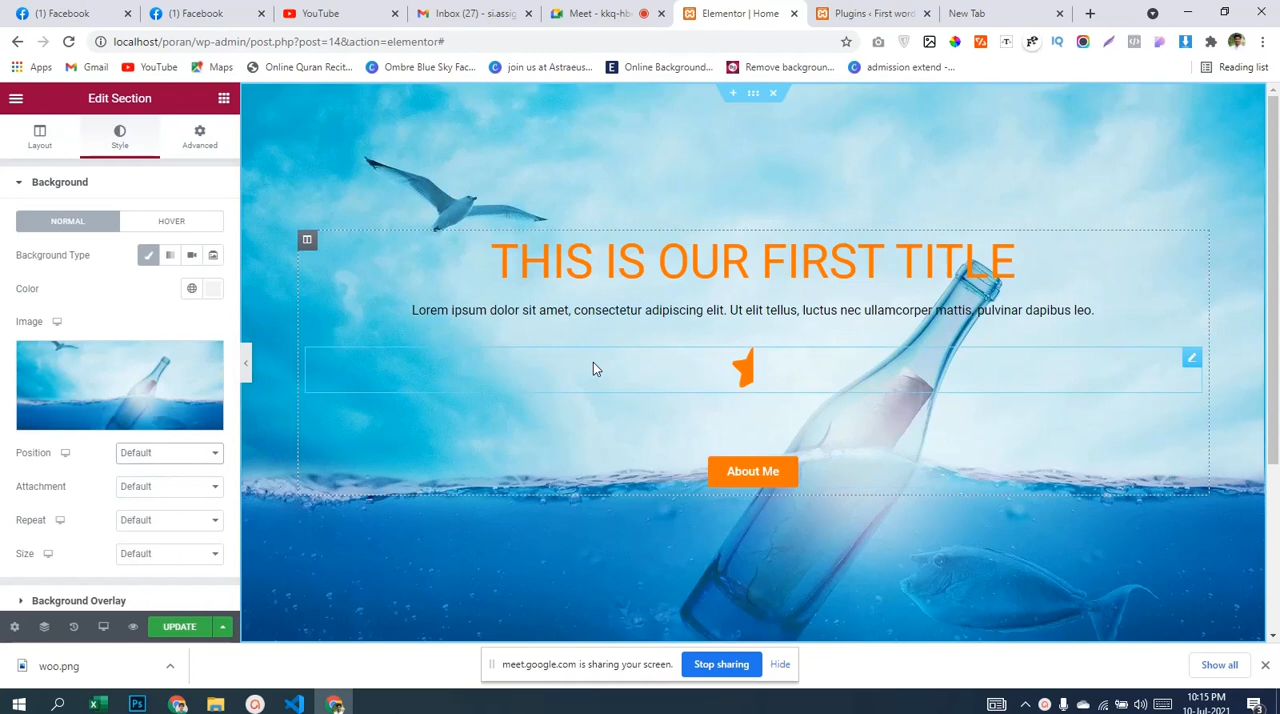 (1) Facebook
(1) Facebook
YouTube
Inbox (27) - si.assig
Meet - kkq-hb
Elementor | Home
Plugins ‹ First word
New Tab
localhost/poran/wp-admin/post.php?post=14&action=elementor#
Apps
Gmail
YouTube
Maps
Online Quran Recit...
Ombre Blue Sky Fac...
join us at Astraeus...
Online Background...
Remove backgroun...
admission extend -...
Reading list
Edit Section
Layout
Style
Advanced
Background
NORMAL
HOVER
Background Type
Color
Image
Position
Default
Attachment
Default
Repeat
Default
Size
Default
Background Overlay
UPDATE
THIS IS OUR FIRST TITLE
Lorem ipsum dolor sit amet, consectetur adipiscing elit. Ut elit tellus, luctus nec ullamcorper mattis, pulvinar dapibus leo.
About Me
woo.png
meet.google.com is sharing your screen.
Stop sharing
Hide
Show all
10:15 PM
10-Jul-2021
3